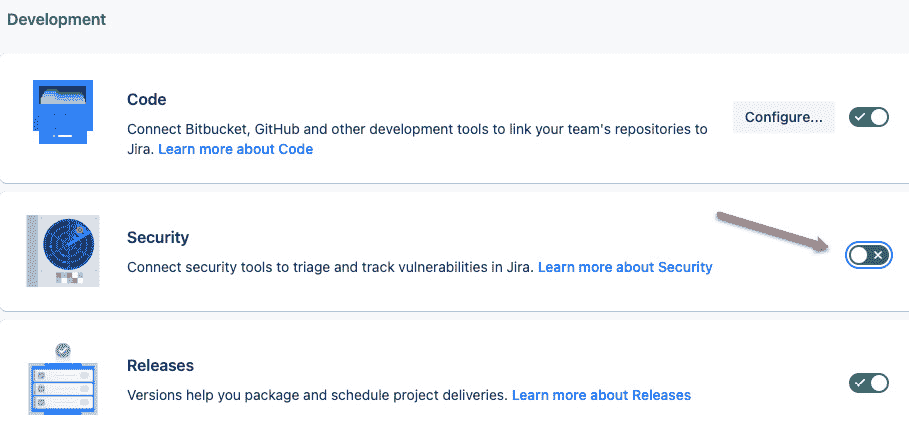 Development
Code
Connect Bitbucket, GitHub and other development tools to link your team's repositories to
Jira. Learn more about Code
Configure...
Security
Connect security tools to triage and track vulnerabilities in Jira. Learn more about Security
Releases
Versions help you package and schedule project deliveries. Learn more about Releases